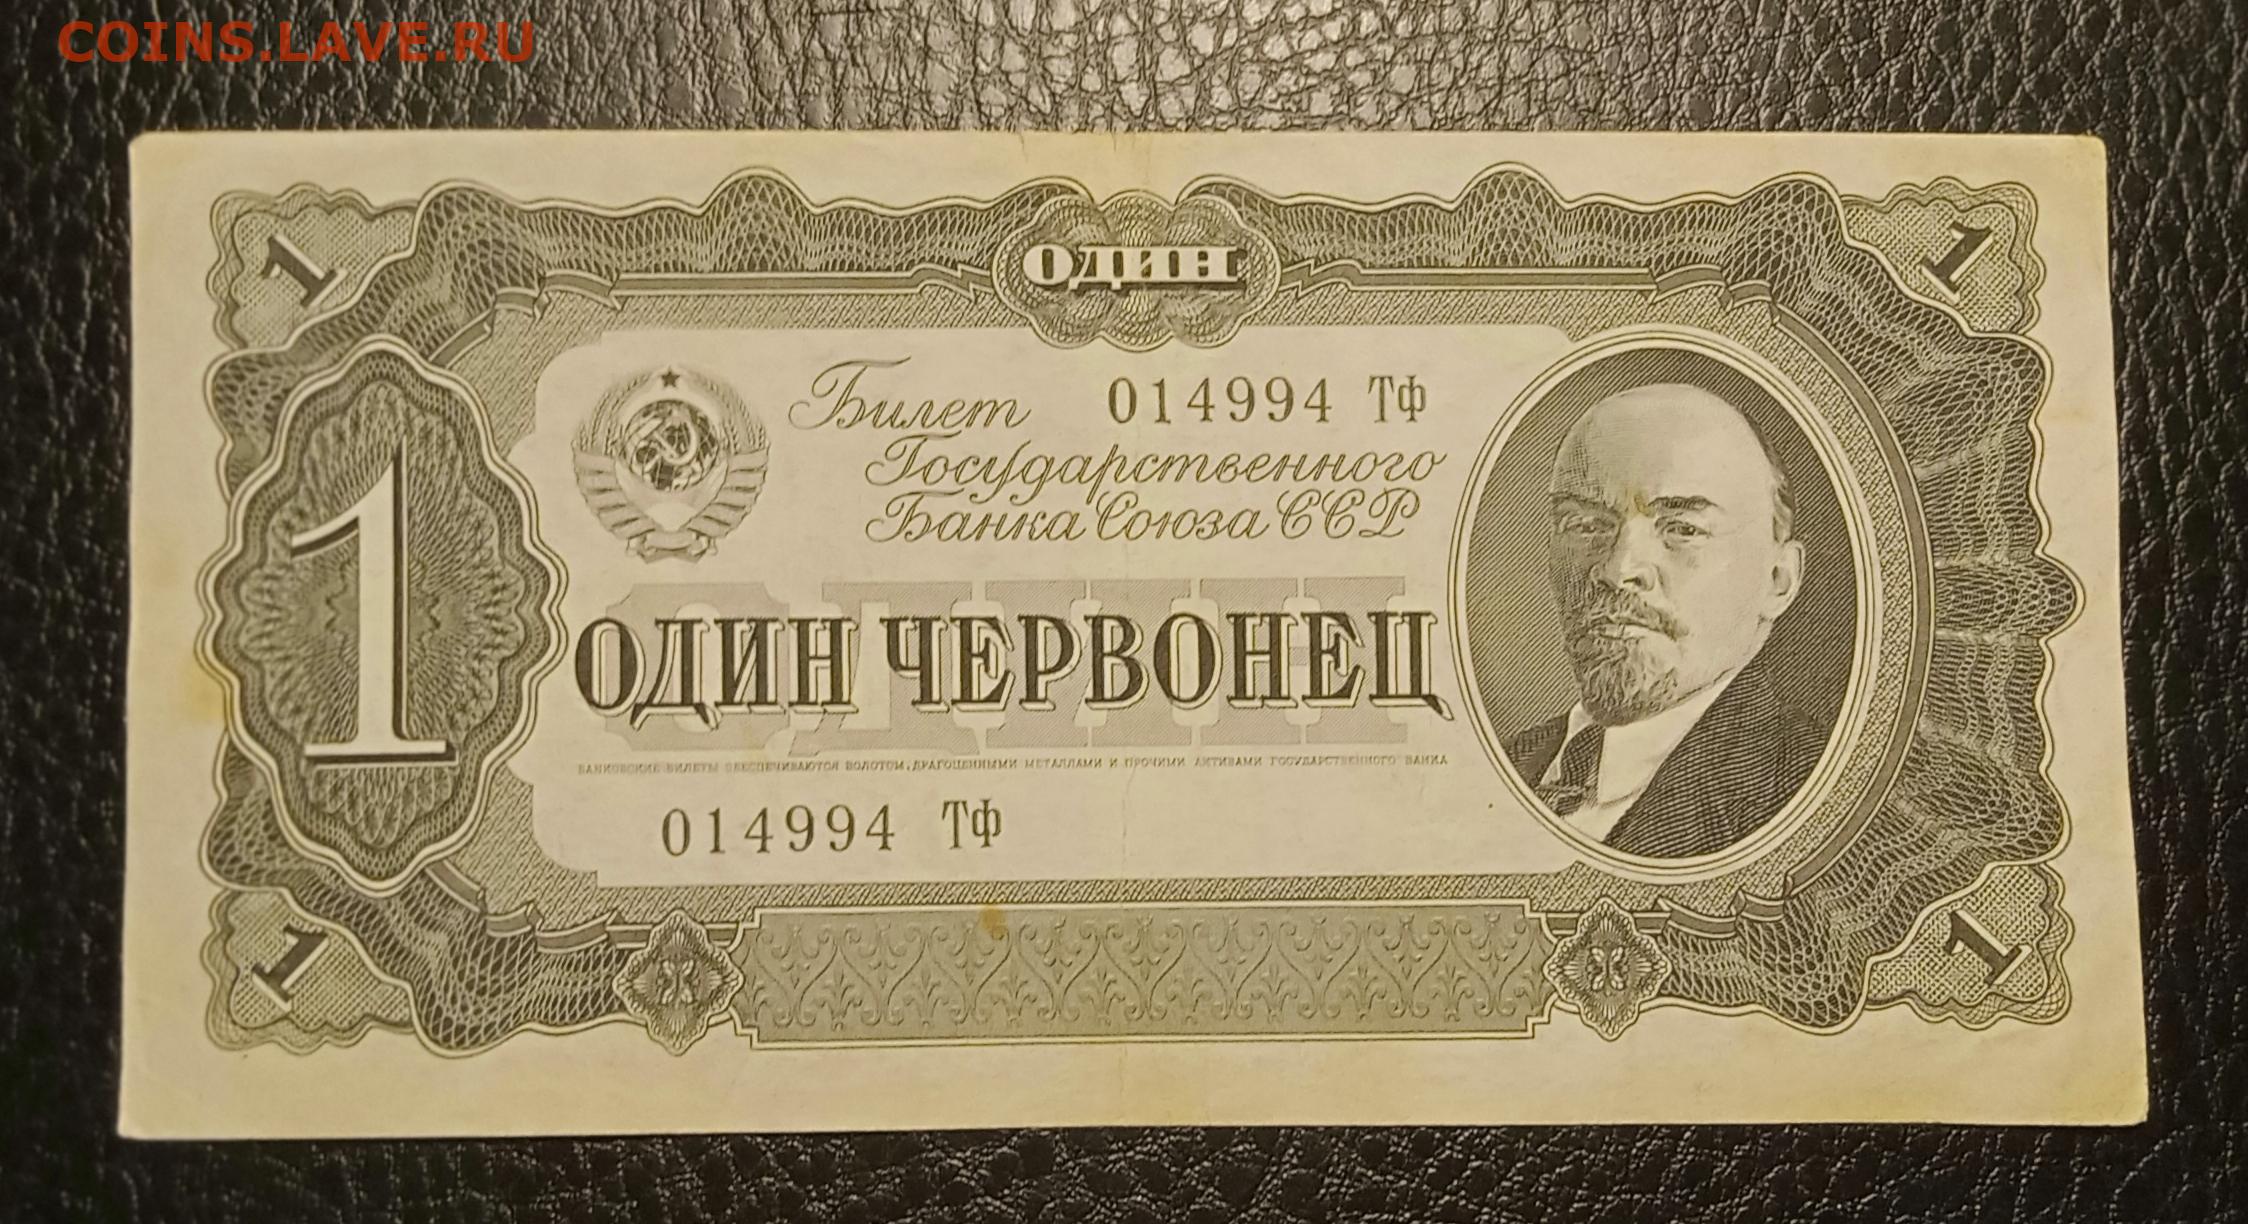 COINS.LAVE.RU
1
ОДИН
1
Билет 014994 ТФ
Государственного
Банка Союза ССР
1
ОДИН
ОДИН ЧЕРВОНЕЦ
БАНКОВСКИЕ БИЛЕТЫ ОБЕСПЕЧИВАЮТСЯ ЗОЛОТОМ, ДРАГОЦЕННЫМИ МЕТАЛЛАМИ И ПРОЧИМИ АКТИВАМИ ГОСУДАРСТВЕННОГО БАНКА
014994 ТФ
1
1